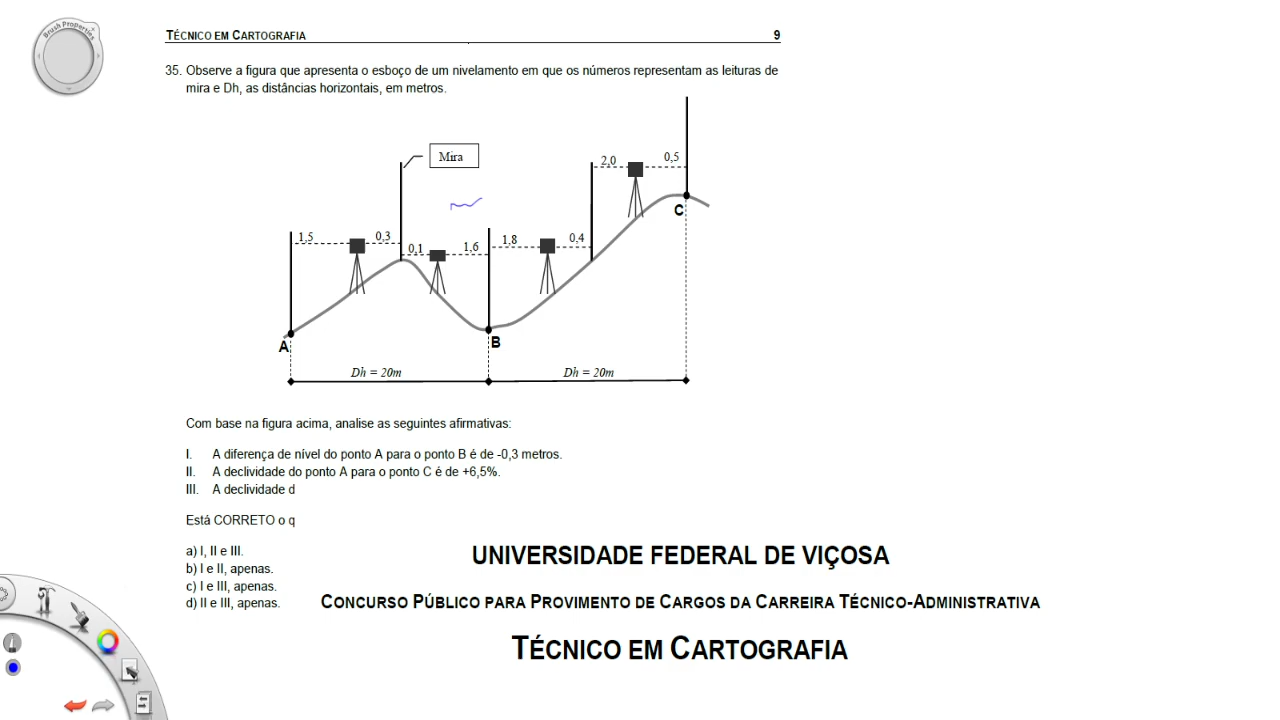 Brush Properties
TÉCNICO EM CARTOGRAFIA 9
35. Observe a figura que apresenta o esboço de um nivelamento em que os números representam as leituras de
mira e Dh, as distâncias horizontais, em metros.
Mira
2,0 0,5
C
1,5 0,3 0,1 1,6 1,8 0,4
A B
Dh = 20m Dh = 20m
Com base na figura acima, analise as seguintes afirmativas:
I. A diferença de nível do ponto A para o ponto B é de -0,3 metros.
II. A declividade do ponto A para o ponto C é de +6,5%.
III. A declividade d
Está CORRETO o q
a) I, II e III.
b) I e II, apenas.
c) I e III, apenas.
d) II e III, apenas.
UNIVERSIDADE FEDERAL DE VIÇOSA
CONCURSO PÚBLICO PARA PROVIMENTO DE CARGOS DA CARREIRA TÉCNICO-ADMINISTRATIVA
TÉCNICO EM CARTOGRAFIA